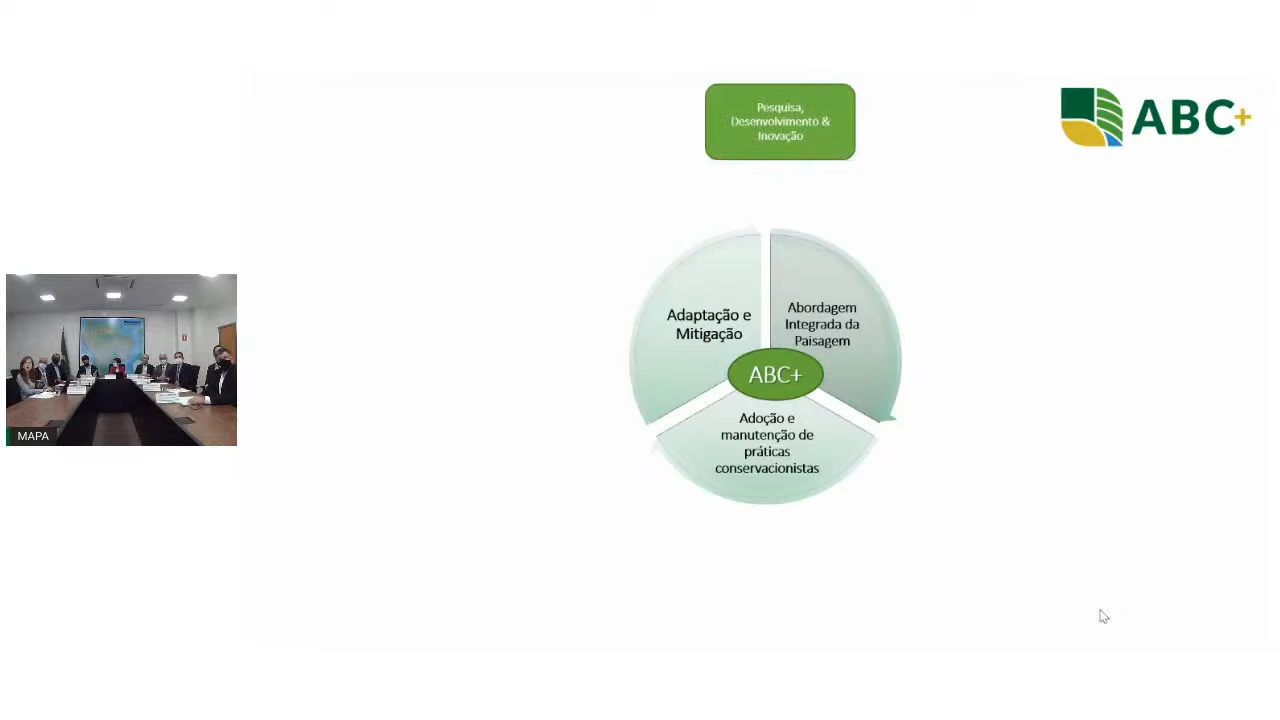 Pesquisa,
Desenvolvimento &
Inovação
ABC+
Adaptação e
Mitigação
Abordagem
Integrada da
Paisagem
ABC+
Adoção e
manutenção de
práticas
conservacionistas
MAPA